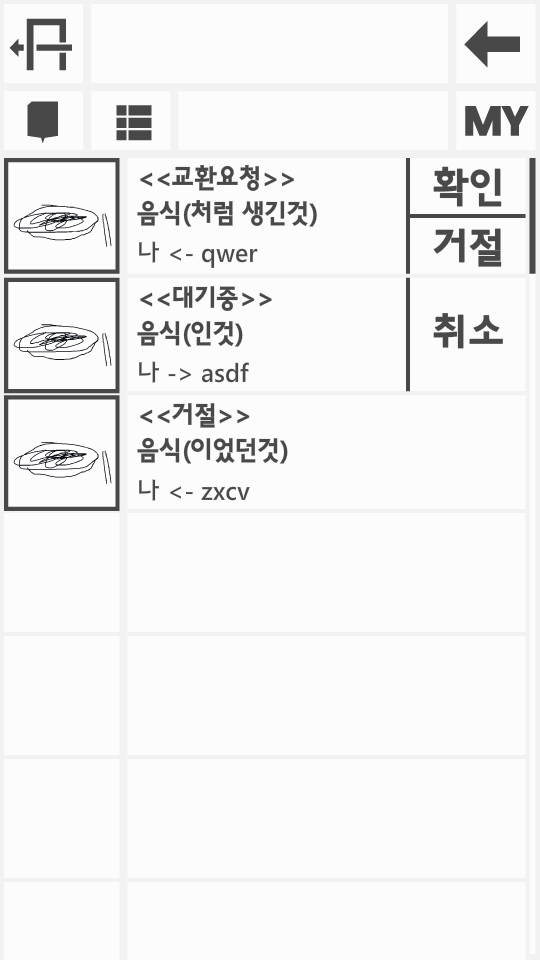 MY
<<교환요청>>
음식(처럼 생긴것)
나 <- qwer
확인
거절
<<대기중>>
음식(인것)
나 -> asdf
취소
<<거절>>
음식(이었던것)
나 <- zxcv